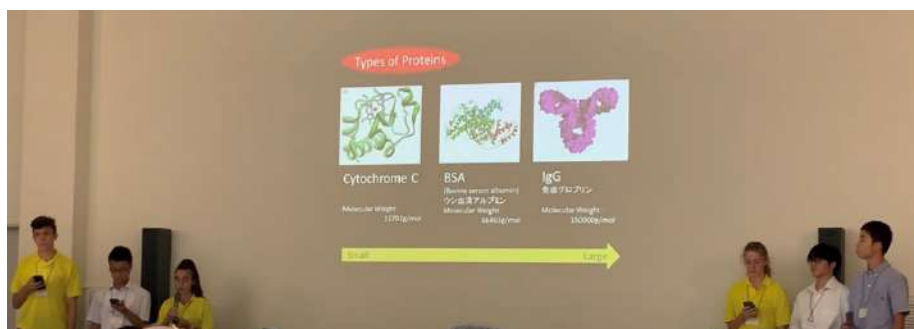 Types of Proteins
Cytochrome C
Molecular Weight
BSA
(Bovine serum albumin)
ウシ血清アルブミン
Molecular Weight
IgG
免疫グロブリン
Molecular Weight
150000g/mol
Small
Large